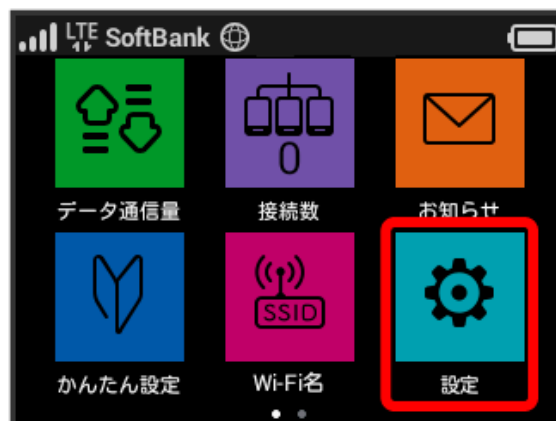 LTE SoftBank
0
データ通信量 接続数 お知らせ
SSID
かんたん設定 Wi-Fi名 設定